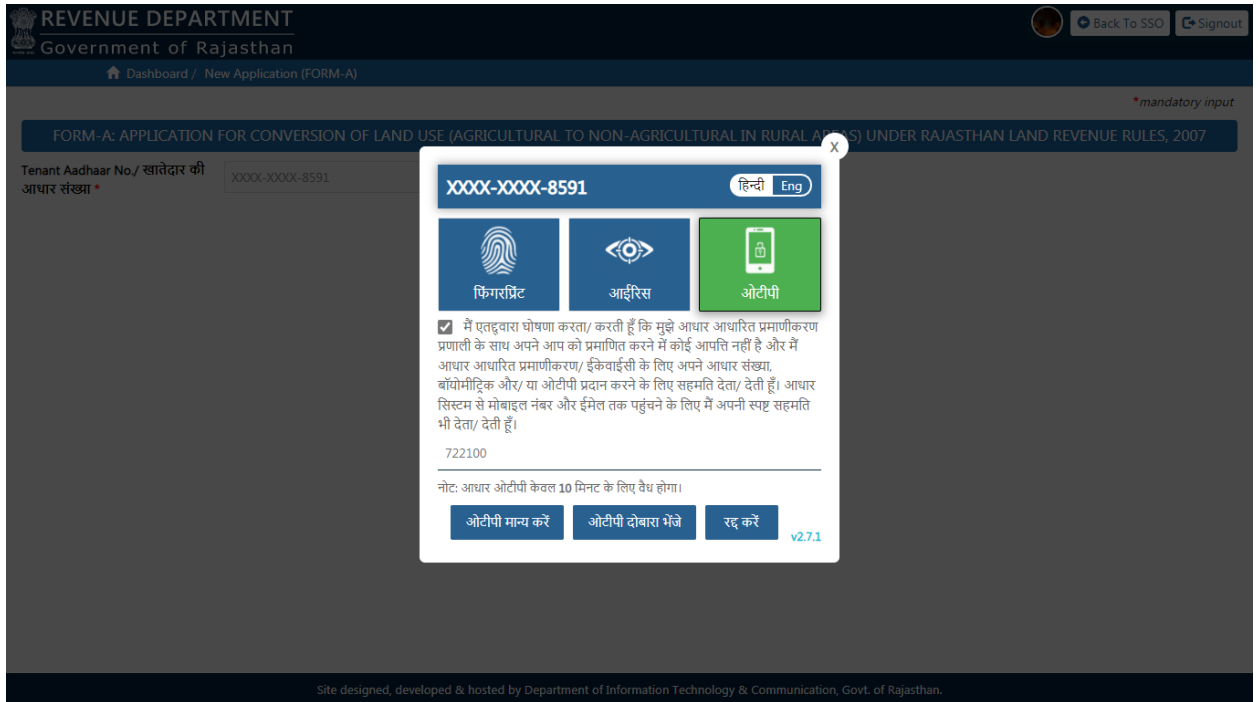 REVENUE DEPARTMENT
Government of Rajasthan
Back To SSO
Signout
Dashboard / New Application (FORM-A)
*mandatory input
FORM-A: APPLICATION FOR CONVERSION OF LAND USE (AGRICULTURAL TO NON-AGRICULTURAL IN RURAL AREAS) UNDER RAJASTHAN LAND REVENUE RULES, 2007
X
Tenant Aadhaar No./ खातेदार की
आधार संख्या *
XXXX-XXXX-8591
XXXX-XXXX-8591
हिन्दी Eng
फिंगरप्रिंट
आईरिस
ओटीपी
मैं एतद्द्वारा घोषणा करता/ करती हूँ कि मुझे आधार आधारित प्रमाणीकरण
प्रणाली के साथ अपने आप को प्रमाणित करने में कोई आपत्ति नहीं है और मैं
आधार आधारित प्रमाणीकरण/ ईकेवाईसी के लिए अपने आधार संख्या,
बॉयोमीट्रिक और/ या ओटीपी प्रदान करने के लिए सहमति देता/ देती हूँ। आधार
सिस्टम से मोबाइल नंबर और ईमेल तक पहुंचने के लिए मैं अपनी स्पष्ट सहमति
भी देता/ देती हूँ।
722100
नोट: आधार ओटीपी केवल 10 मिनट के लिए वैध होगा।
ओटीपी मान्य करें
ओटीपी दोबारा भेंजे
रद्द करें
v2.7.1
Site designed, developed & hosted by Department of Information Technology & Communication, Govt. of Rajasthan.